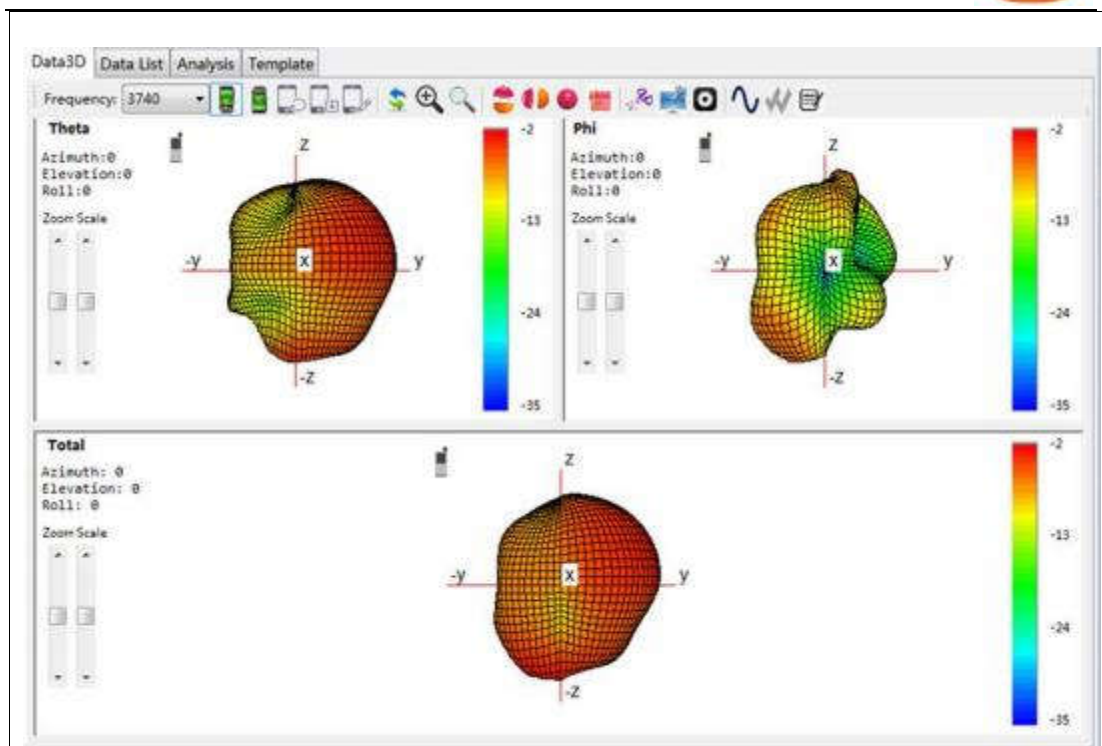 Data3D Data List Analysis Template
Frequency: 3740
Theta
Azimuth:0
Elevation:0
Roll:0
Zoom Scale
z
-y
x
y
-z
-2
-13
-24
-35
Phi
Azimuth:0
Elevation:0
Roll:0
Zoom Scale
z
-y
x
y
-z
-2
-13
-24
-35
Total
Azimuth: 0
Elevation: 0
Roll: 0
Zoom Scale
z
-y
x
y
-z
-2
-13
-24
-35